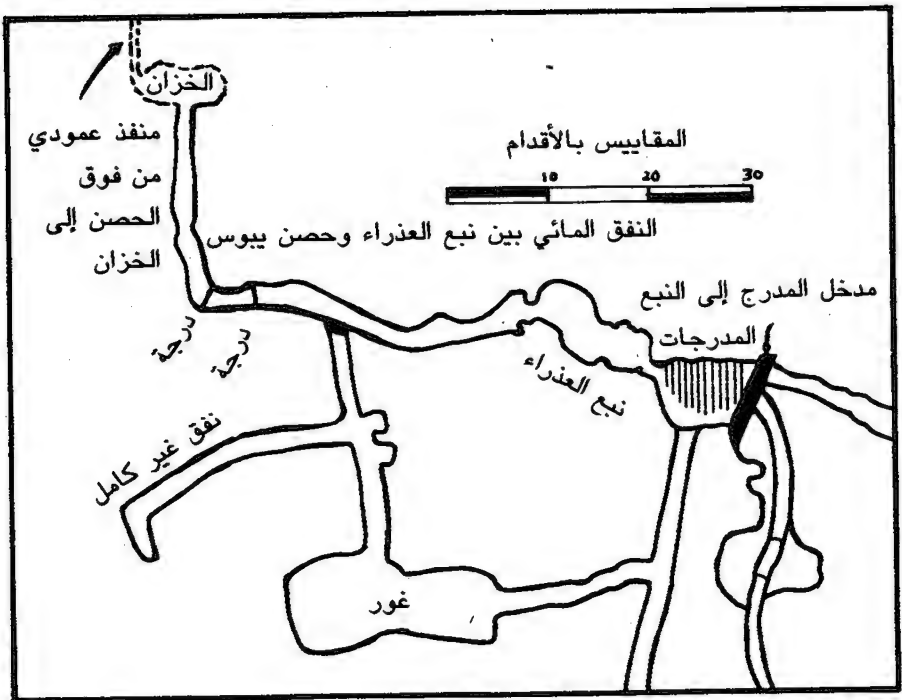 الخزان
منفذ عمودي
من فوق
الحصن إلى
الخزان
المقاييس بالأقدام
10 20 30
النفق المائي بين نبع العذراء وحصن يبوس
مدخل المدرج إلى النبع
المدرجات
درجة
درجة
نبع العذراء
نفق غير كامل
غور